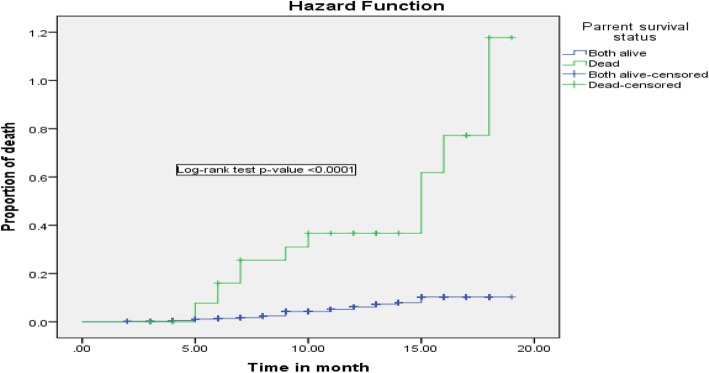 Hazard Function
Parrent survival
status
Both alive
Dead
Both alive-censored
Dead-censored
Log-rank test p-value <0.0001
Proportion of death
1.2
1.0
0.8
0.6
0.4
0.2
0.0
.00
5.00
10.00
15.00
20.00
Time in month